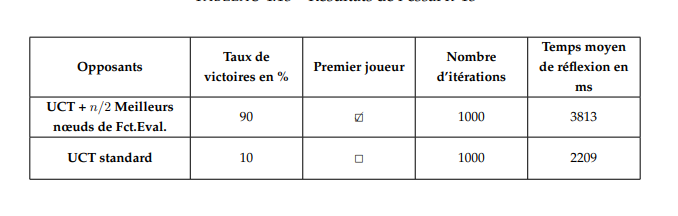 Opposants
Taux de
victoires en %
Premier joueur
Nombre
d'itérations
Temps moyen
de réflexion en
ms
UCT + n/2 Meilleurs
nœuds de Fct.Eval.
90
☑
1000
3813
UCT standard
10
☐
1000
2209